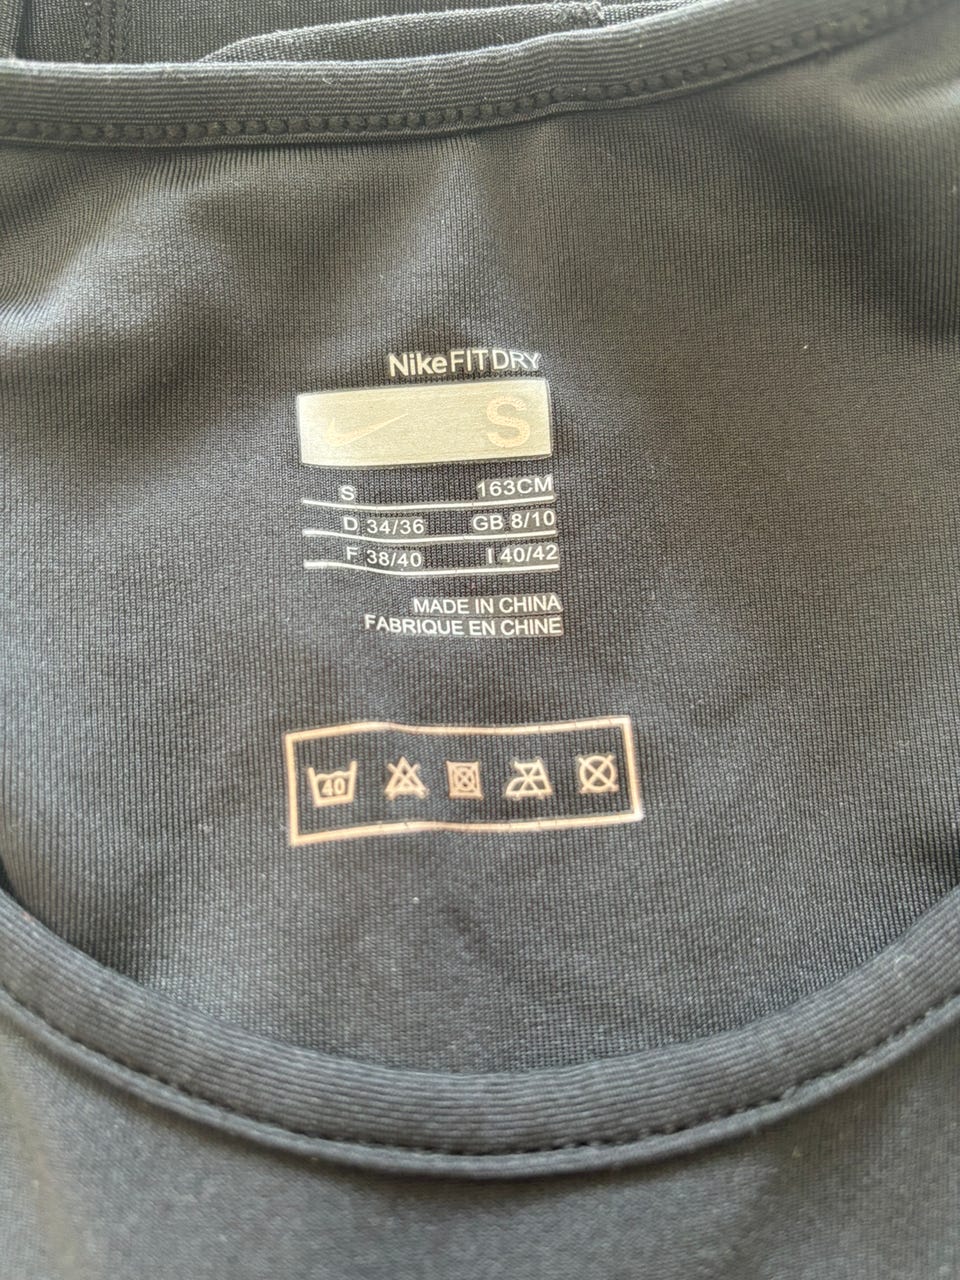 NikeFITDRY
S
S 163CM
D 34/36 GB 8/10
F 38/40 I 40/42
MADE IN CHINA
FABRIQUE EN CHINE
40